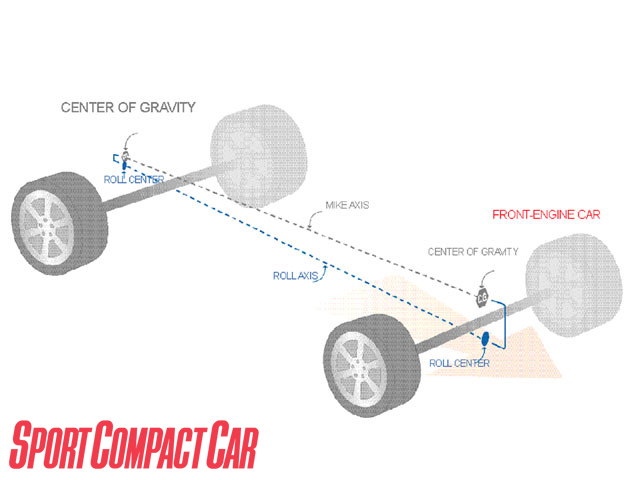 CENTER OF GRAVITY
ROLL CENTER
MIKE AXIS
FRONT-ENGINE CAR
CENTER OF GRAVITY
ROLL AXIS
CG
ROLL CENTER
SPORT COMPACT CAR